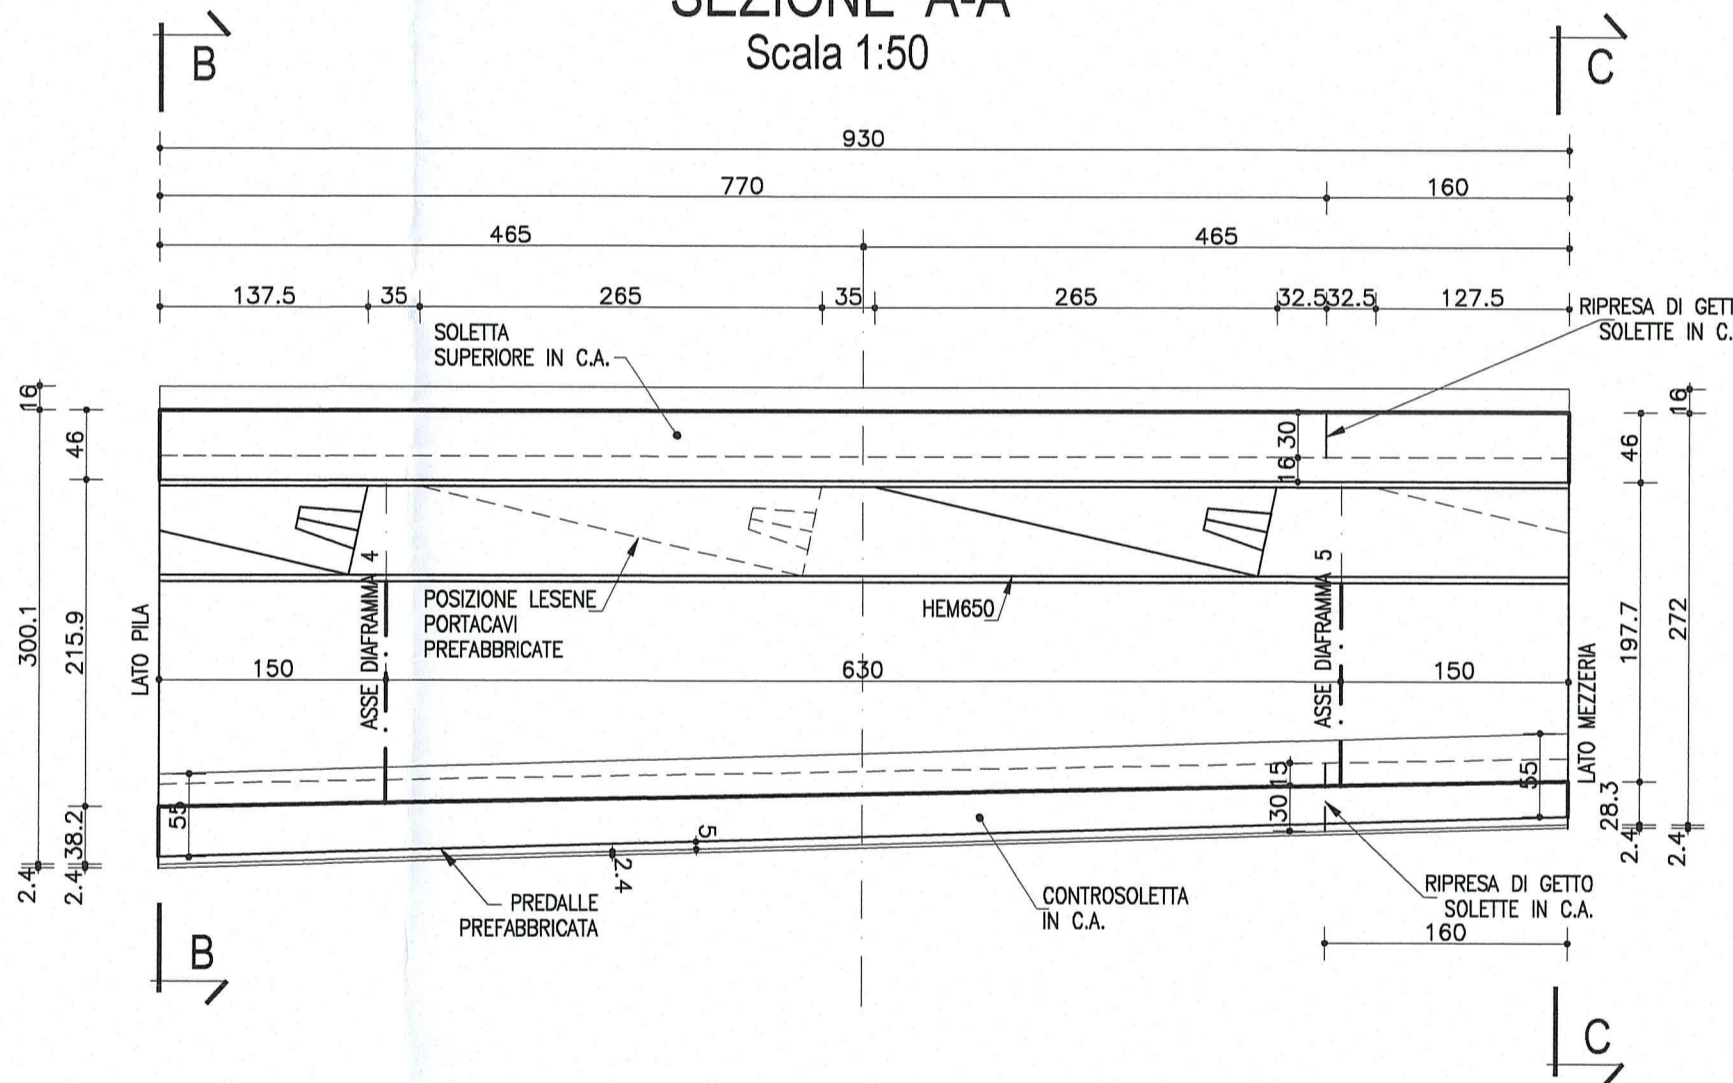 SEZIONE A-A
Scala 1:50
B
C
930
770
160
465
465
137.5
35
265
35
265
32.5
32.5
127.5
RIPRESA DI GETT
SOLETTE IN C.
SOLETTA
SUPERIORE IN C.A.
16
46
300.1
215.9
38.2
2.4
2.4
30
16
16
46
197.7
272
28.3
2.4
2.4
LATO PILA
ASSE DIAFRAMMA 4
POSIZIONE LESENE
PORTACAVI
PREFABBRICATE
HEM650
ASSE DIAFRAMMA 5
LATO MEZZERIA
150
630
150
55
15
30
55
5
2.4
PREDALLE
PREFABBRICATA
CONTROSOLETTA
IN C.A.
RIPRESA DI GETTO
SOLETTE IN C.A.
160
B
C